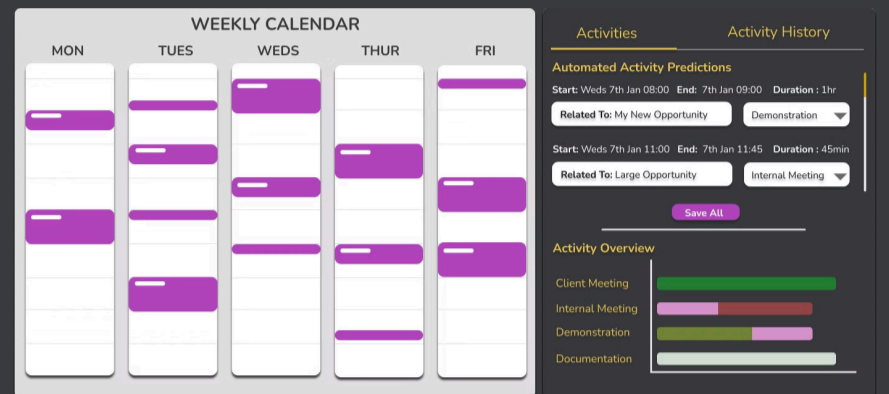 WEEKLY CALENDAR
MON TUES WEDS THUR FRI
Activities Activity History
Automated Activity Predictions
Start: Weds 7th Jan 08:00 End: 7th Jan 09:00 Duration : 1hr
Related To: My New Opportunity Demonstration
Start: Weds 7th Jan 11:00 End: 7th Jan 11:45 Duration : 45min
Related To: Large Opportunity Internal Meeting
Save All
Activity Overview
Client Meeting
Internal Meeting
Demonstration
Documentation